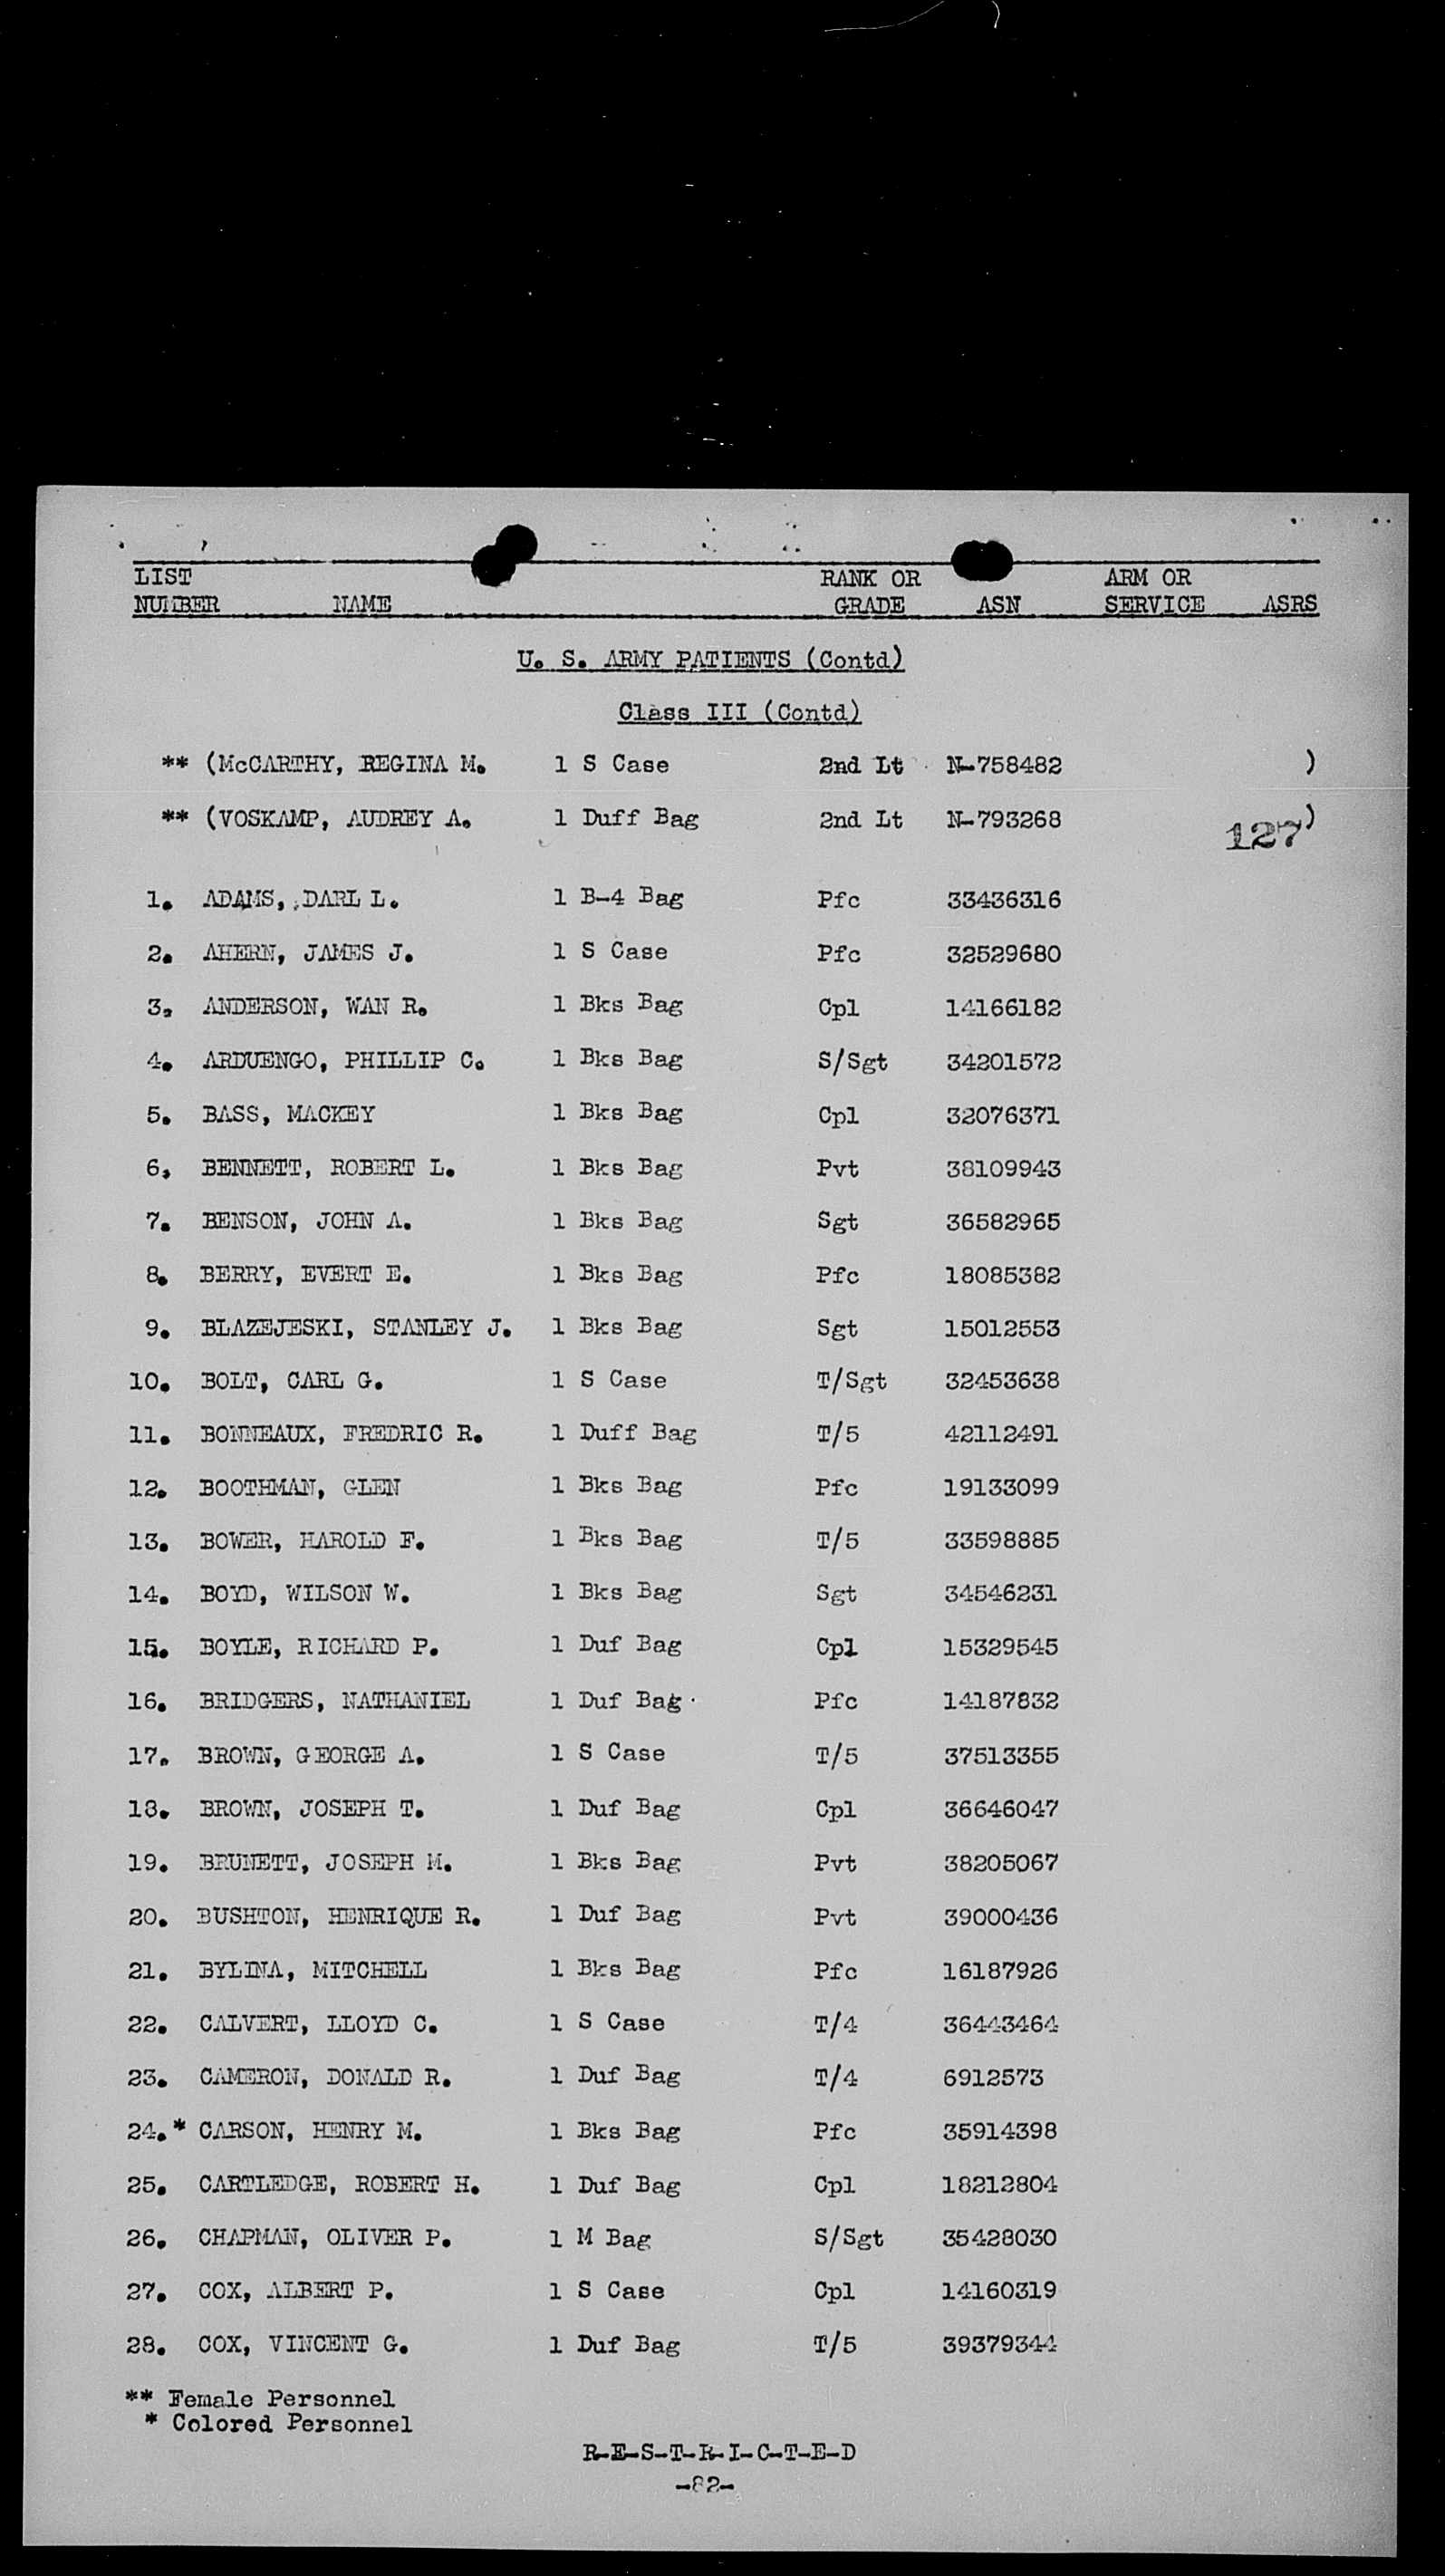 LIST RANK OR ARM OR
NUMBER NAME GRADE ASN SERVICE ASRS
U. S. ARMY PATIENTS (Contd)
Class III (Contd)
** (McCARTHY, REGINA M. 1 S Case 2nd Lt N-758482 )
** (VOSKAMP, AUDREY A. 1 Duff Bag 2nd Lt N-793268 )
127
1. ADAMS, DARL L. 1 B-4 Bag Pfc 33436316
2. AHERN, JAMES J. 1 S Case Pfc 32529680
3. ANDERSON, WAN R. 1 Bks Bag Cpl 14166182
4. ARDUENGO, PHILLIP C. 1 Bks Bag S/Sgt 34201572
5. BASS, MACKEY 1 Bks Bag Cpl 32076371
6, BENNETT, ROBERT L. 1 Bks Bag Pvt 38109943
7. BENSON, JOHN A. 1 Bks Bag Sgt 36582965
8. BERRY, EVERT E. 1 Bks Bag Pfc 18085382
9. BLAZEJESKI, STANLEY J. 1 Bks Bag Sgt 15012553
10. BOLT, CARL G. 1 S Case T/Sgt 32453638
11. BONNEAUX, FREDRIC R. 1 Duff Bag T/5 42112491
12. BOOTHMAN, GLEN 1 Bks Bag Pfc 19133099
13. BOWER, HAROLD F. 1 Bks Bag T/5 33598885
14. BOYD, WILSON W. 1 Bks Bag Sgt 34546231
15. BOYLE, RICHARD P. 1 Duf Bag Cpl 15329545
16. BRIDGERS, NATHANIEL 1 Duf Bag Pfc 14187832
17. BROWN, GEORGE A. 1 S Case T/5 37513355
18. BROWN, JOSEPH T. 1 Duf Bag Cpl 36646047
19. BRUNETT, JOSEPH M. 1 Bks Bag Pvt 38205067
20. BUSHTON, HENRIQUE R. 1 Duf Bag Pvt 39000436
21. BYLINA, MITCHELL 1 Bks Bag Pfc 16187926
22. CALVERT, LLOYD C. 1 S Case T/4 36443464
23. CAMERON, DONALD R. 1 Duf Bag T/4 6912573
24.* CARSON, HENRY M. 1 Bks Bag Pfc 35914398
25. CARTLEDGE, ROBERT H. 1 Duf Bag Cpl 18212804
26. CHAPMAN, OLIVER P. 1 M Bag S/Sgt 35428030
27. COX, ALBERT P. 1 S Case Cpl 14160319
28. COX, VINCENT G. 1 Duf Bag T/5 39379344
** Female Personnel
* Colored Personnel
R-E-S-T-R-I-C-T-E-D
-82-